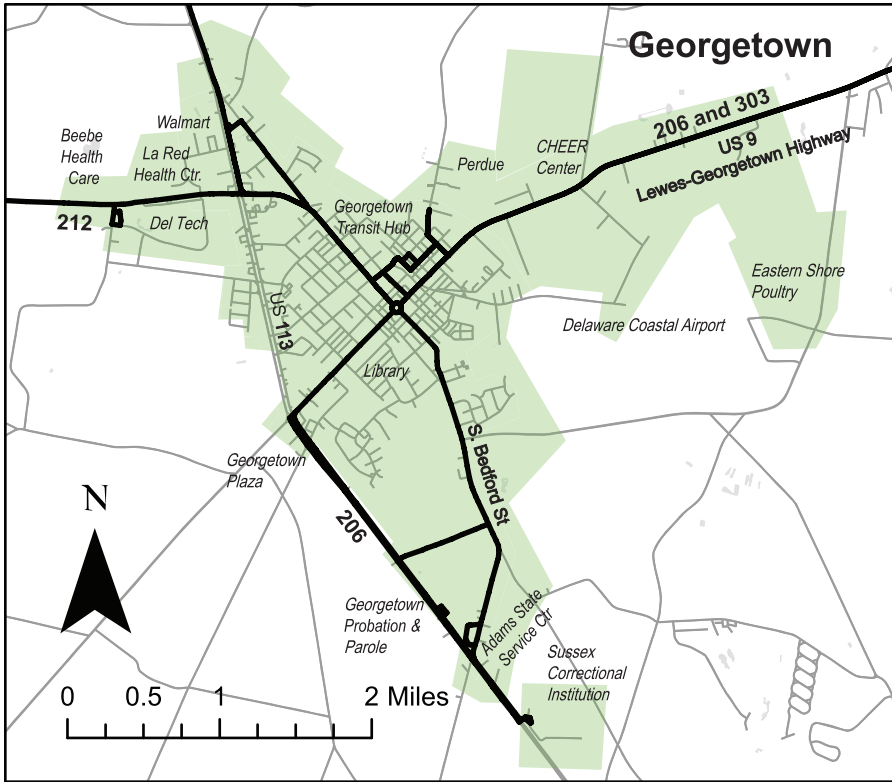 Georgetown
206 and 303
US 9
Lewes-Georgetown Highway
Walmart
Beebe
Health
Care
La Red
Health Ctr.
CHEER
Center
Perdue
Georgetown
Transit Hub
212
Del Tech
Eastern Shore
Poultry
US 113
Delaware Coastal Airport
Library
Georgetown
Plaza
S. Bedford St
N
206
Georgetown
Probation &
Parole
Adams State
Service Ctr
Sussex
Correctional
Institution
0 0.5 1 2 Miles